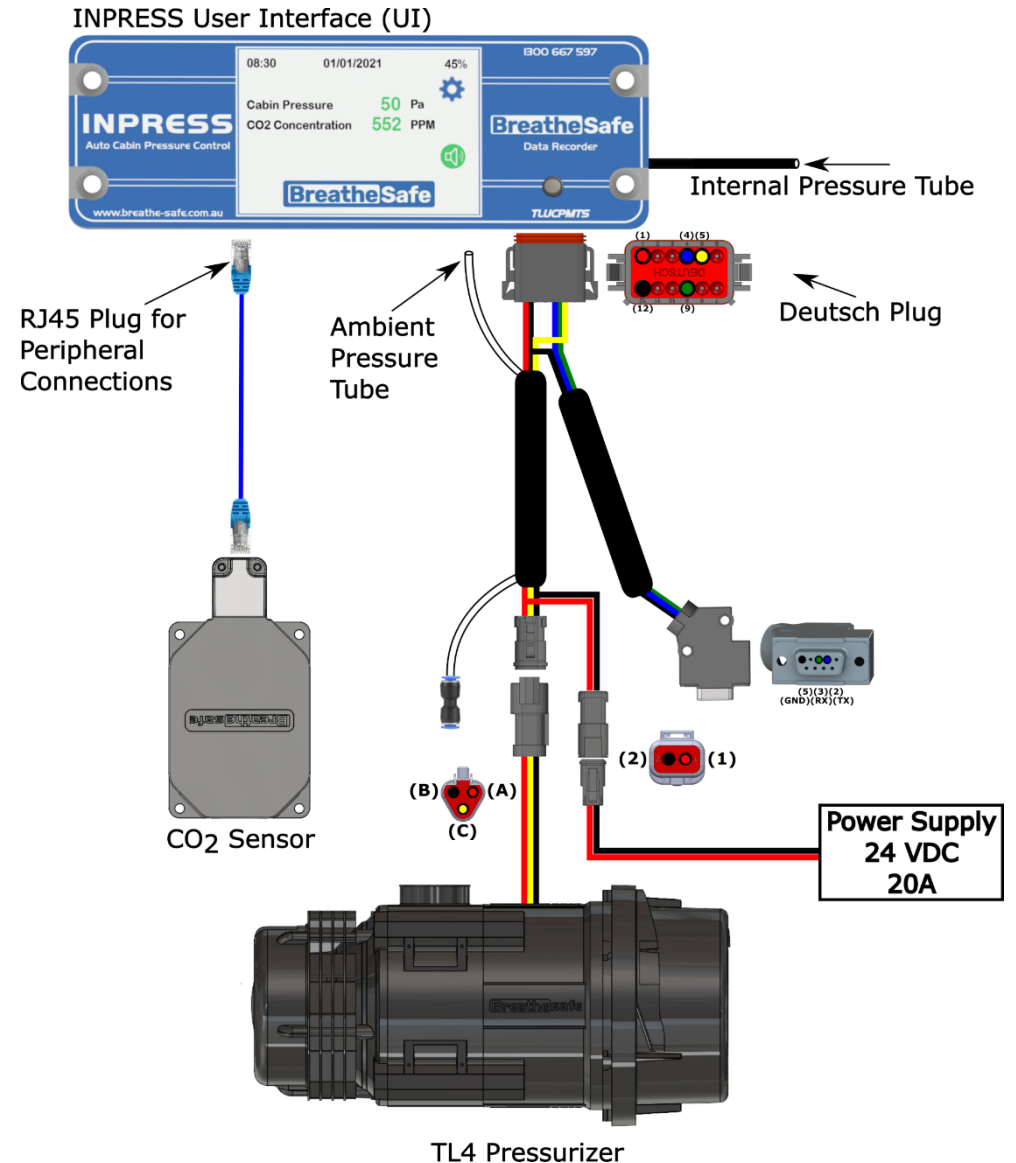 INPRESS User Interface (UI)
1300 667 597
08:30 01/01/2021 45%
Cabin Pressure 50 Pa
CO2 Concentration 552 PPM
INPRESS
Auto Cabin Pressure Control
BreatheSafe
Data Recorder
BreatheSafe
www.breathe-safe.com.au
TLUCPMTS
Internal Pressure Tube
(1) (4)(5)
DEUTSCH
(12) (9)
Deutsch Plug
RJ45 Plug for
Peripheral
Connections
Ambient
Pressure
Tube
(5)(3)(2)
(GND)(RX)(TX)
Breathesafe
CO2 Sensor
(B) (A)
(C)
(2) (1)
Power Supply
24 VDC
20A
Breathesafe
TL4 Pressurizer